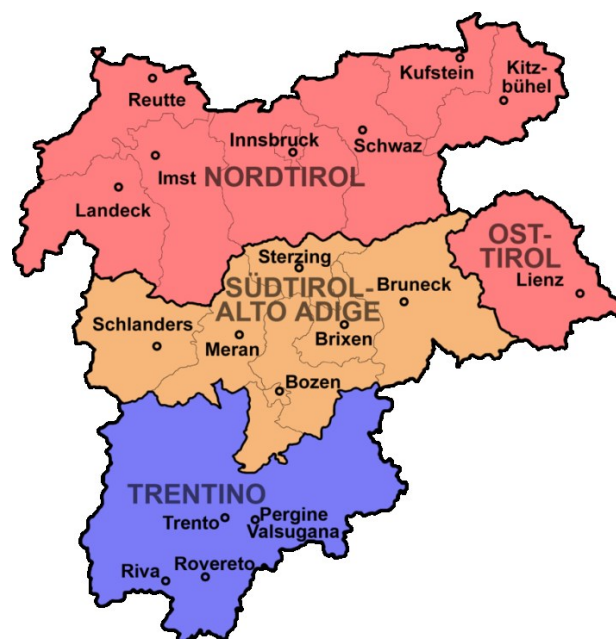 Kufstein
Kitz-
bühel
Reutte
Innsbruck
Schwaz
Imst
NORDTIROL
Landeck
OST-
TIROL
Lienz
Sterzing
SÜDTIROL-
ALTO ADIGE
Bruneck
Schlanders
Meran
Brixen
Bozen
TRENTINO
Trento
Pergine
Valsugana
Rovereto
Riva